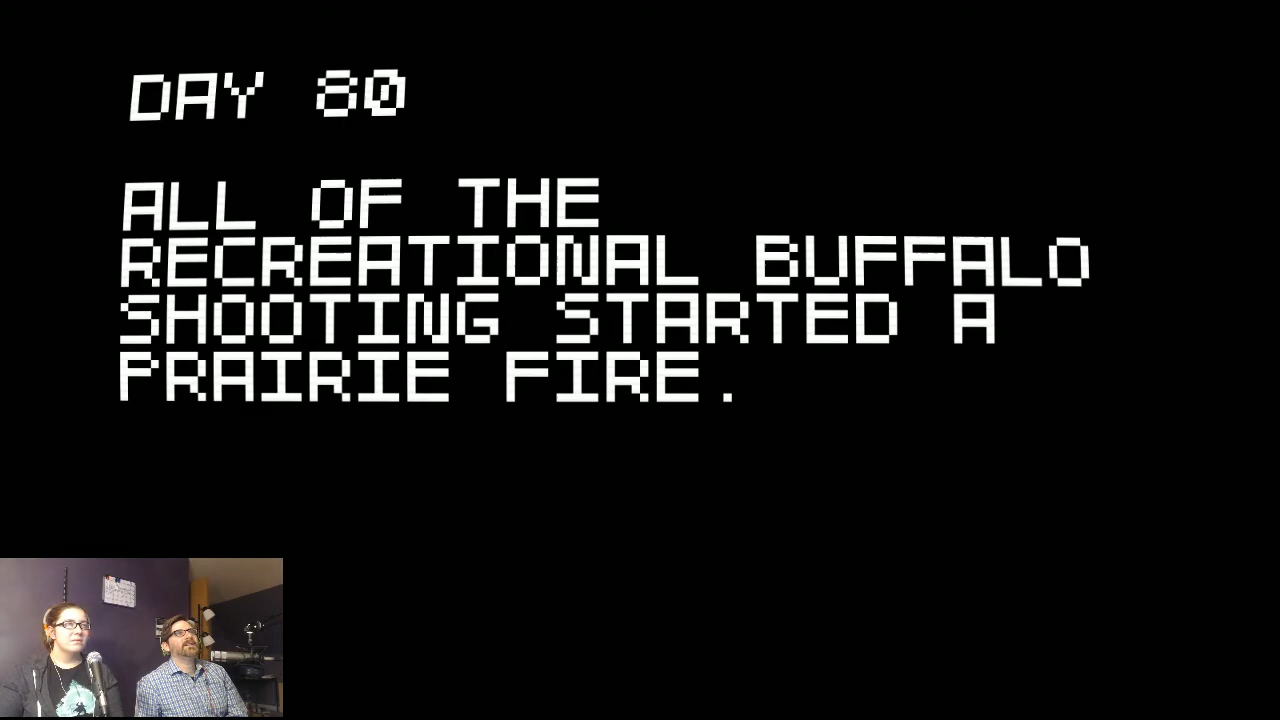 DAY 80
ALL OF THE
RECREATIONAL BUFFALO
SHOOTING STARTED A
PRAIRIE FIRE.